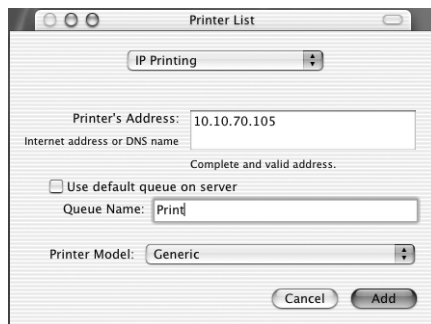 Printer List
IP Printing
Printer's Address: 10.10.70.105
Internet address or DNS name
Complete and valid address.
Use default queue on server
Queue Name: Print
Printer Model: Generic
Cancel Add